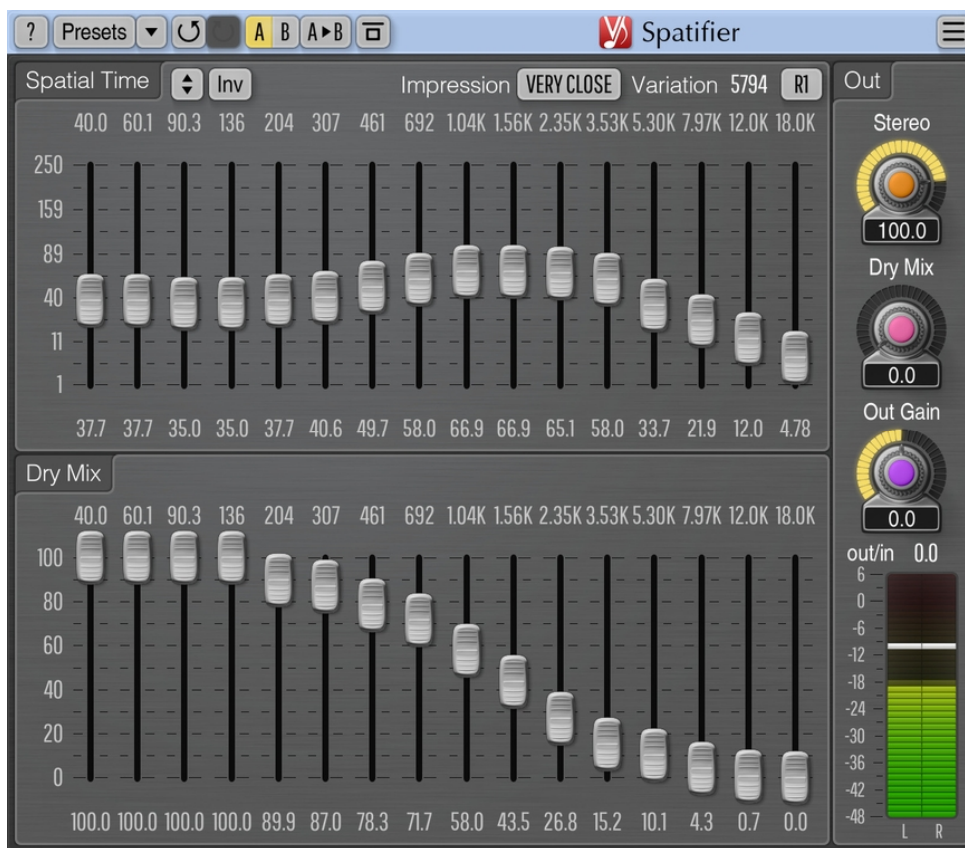 ? Presets A B A▸B Spatifier
Spatial Time Inv Impression VERY CLOSE Variation 5794 R1 Out
40.0 60.1 90.3 136 204 307 461 692 1.04K 1.56K 2.35K 3.53K 5.30K 7.97K 12.0K 18.0K
250
159
89
40
11
1
37.7 37.7 35.0 35.0 37.7 40.6 49.7 58.0 66.9 66.9 65.1 58.0 33.7 21.9 12.0 4.78
Dry Mix
40.0 60.1 90.3 136 204 307 461 692 1.04K 1.56K 2.35K 3.53K 5.30K 7.97K 12.0K 18.0K
100
80
60
40
20
0
100.0 100.0 100.0 100.0 89.9 87.0 78.3 71.7 58.0 43.5 26.8 15.2 10.1 4.3 0.7 0.0
Stereo
100.0
Dry Mix
0.0
Out Gain
0.0
out/in 0.0
6
0
-6
-12
-18
-24
-30
-36
-42
-48
L R